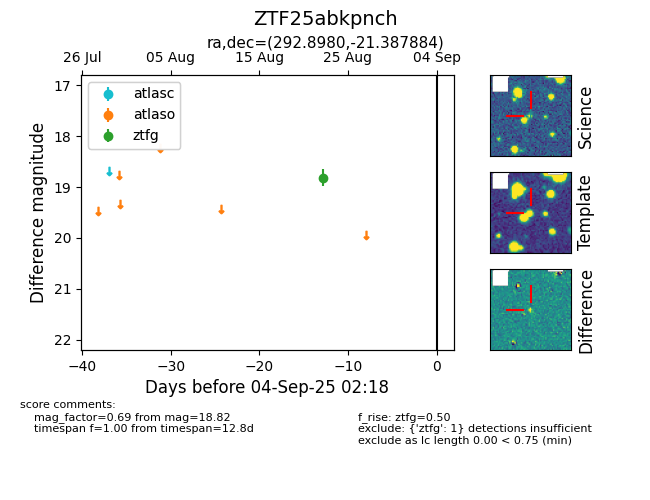 ZTF25abkpnch
ra,dec=(292.8980,-21.387884)
26 Jul 05 Aug 15 Aug 25 Aug 04 Sep
17
18
19
20
21
22
Difference magnitude
atlasc
atlaso
ztfg
−40 −30 −20 −10 0
Days before 04-Sep-25 02:18
Science
Template
Difference
score comments:
mag_factor=0.69 from mag=18.82
timespan f=1.00 from timespan=12.8d
f_rise: ztfg=0.50
exclude: {'ztfg': 1} detections insufficient
exclude as lc length 0.00 < 0.75 (min)